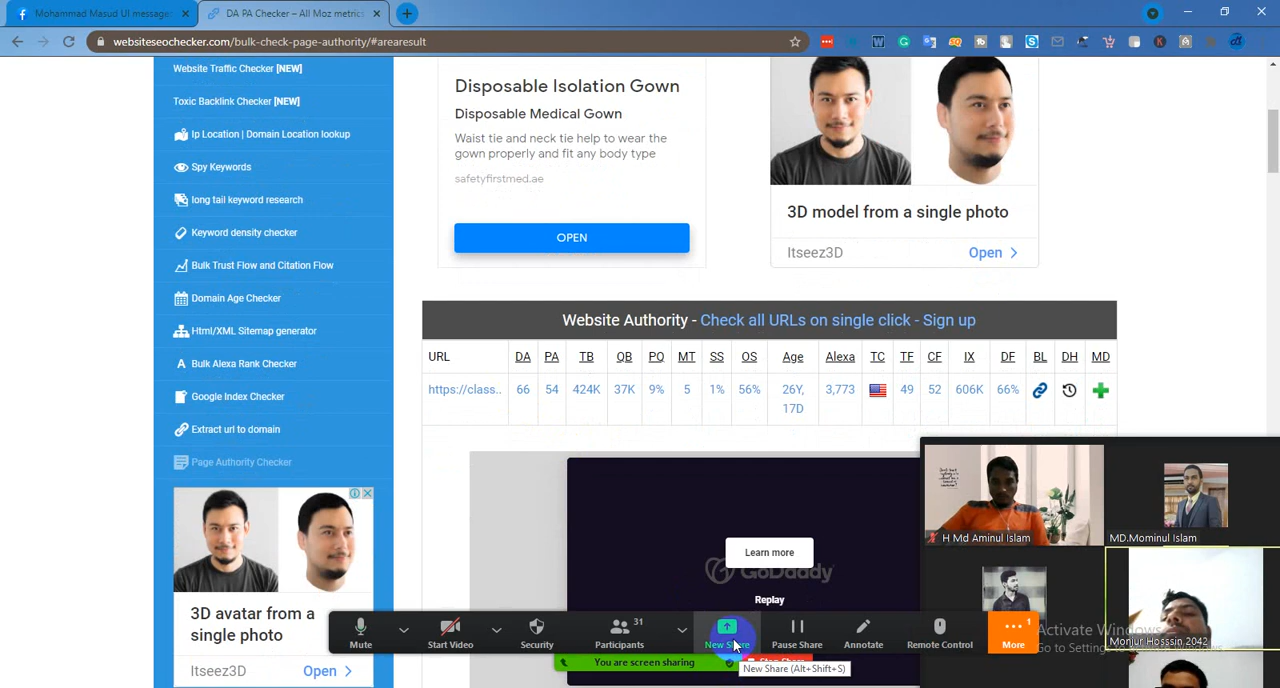 Mohammad Masud UI message
DA PA Checker – All Moz metrics
websiteseochecker.com/bulk-check-page-authority/#arearesult
Website Traffic Checker [NEW]
Toxic Backlink Checker [NEW]
Ip Location | Domain Location lookup
Spy Keywords
long tail keyword research
Keyword density checker
Bulk Trust Flow and Citation Flow
Domain Age Checker
Html/XML Sitemap generator
Bulk Alexa Rank Checker
Google Index Checker
Extract url to domain
Page Authority Checker
3D avatar from a
single photo
Itseez3D Open
Disposable Isolation Gown
Disposable Medical Gown
Waist tie and neck tie help to wear the
gown properly and fit any body type
safetyfirstmed.ae
OPEN
3D model from a single photo
Itseez3D Open
Website Authority - Check all URLs on single click - Sign up
URL DA PA TB QB PQ MT SS OS Age Alexa TC TF CF IX DF BL DH MD
https://class.. 66 54 424K 37K 9% 5 1% 56% 26Y, 3,773 49 52 606K 66%
17D
Learn more
GoDaddy
Replay
H Md Aminul Islam
MD.Mominul Islam
Monjur Hosssin 2042
Activate Windows
Go to Settings to
31
1
Mute Start Video Security Participants New Share Pause Share Annotate Remote Control More
You are screen sharing
New Share (Alt+Shift+S)